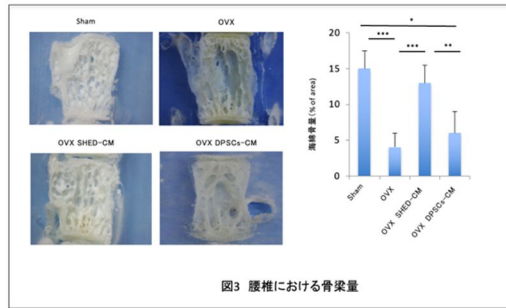 Sham
OVX
OVX SHED-CM
OVX DPSCs-CM
海綿骨量(% of area)
20
15
10
5
0
*
***
***
**
Sham
OVX
OVX SHED-CM
OVX DPSCs-CM
図3 腰椎における骨梁量